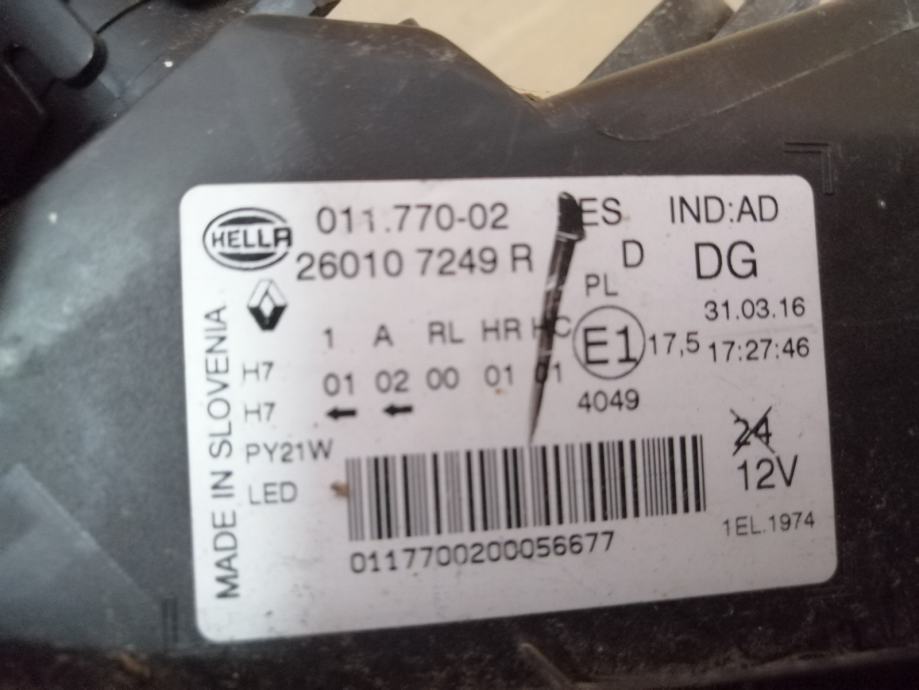 HELLA
011.770-02
ES
IND:AD
260107249 R
D
DG
PL
31.03.16
MADE IN SLOVENIA
1 A RL HR HC
E1
17,5
17:27:46
H7
01 02 00 01 01
H7
4049
24
PY21W
12V
LED
1EL.1974
0117700200056677